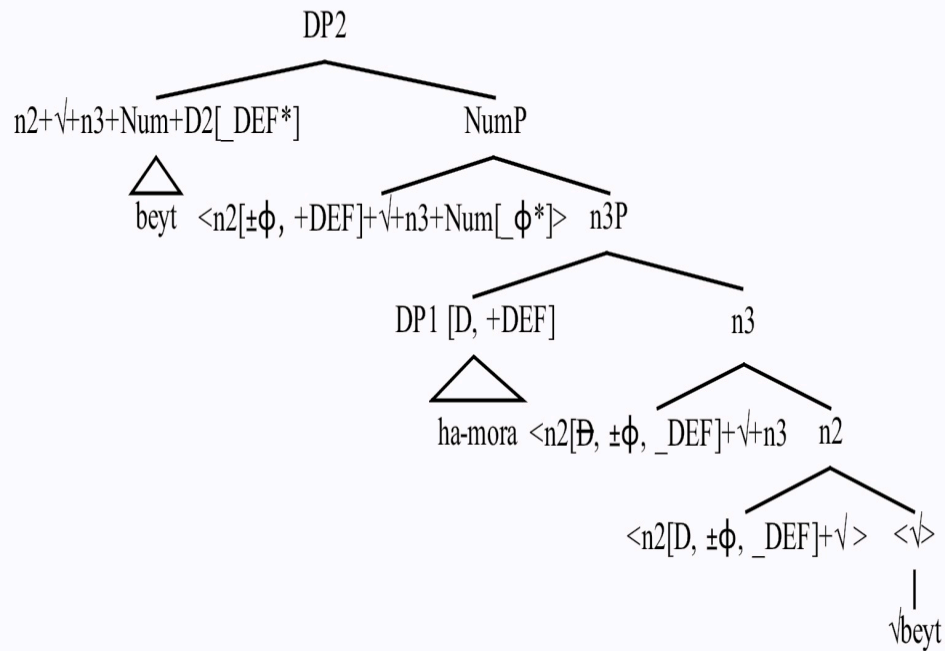 DP2
n2+√+n3+Num+D2[_DEF*] NumP
beyt <n2[±ϕ, +DEF]+√+n3+Num[_ϕ*]> n3P
DP1 [D, +DEF] n3
ha-mora <n2[D̶, ±ϕ, _DEF]+√+n3 n2
<n2[D, ±ϕ, _DEF]+√> <√>
√beyt